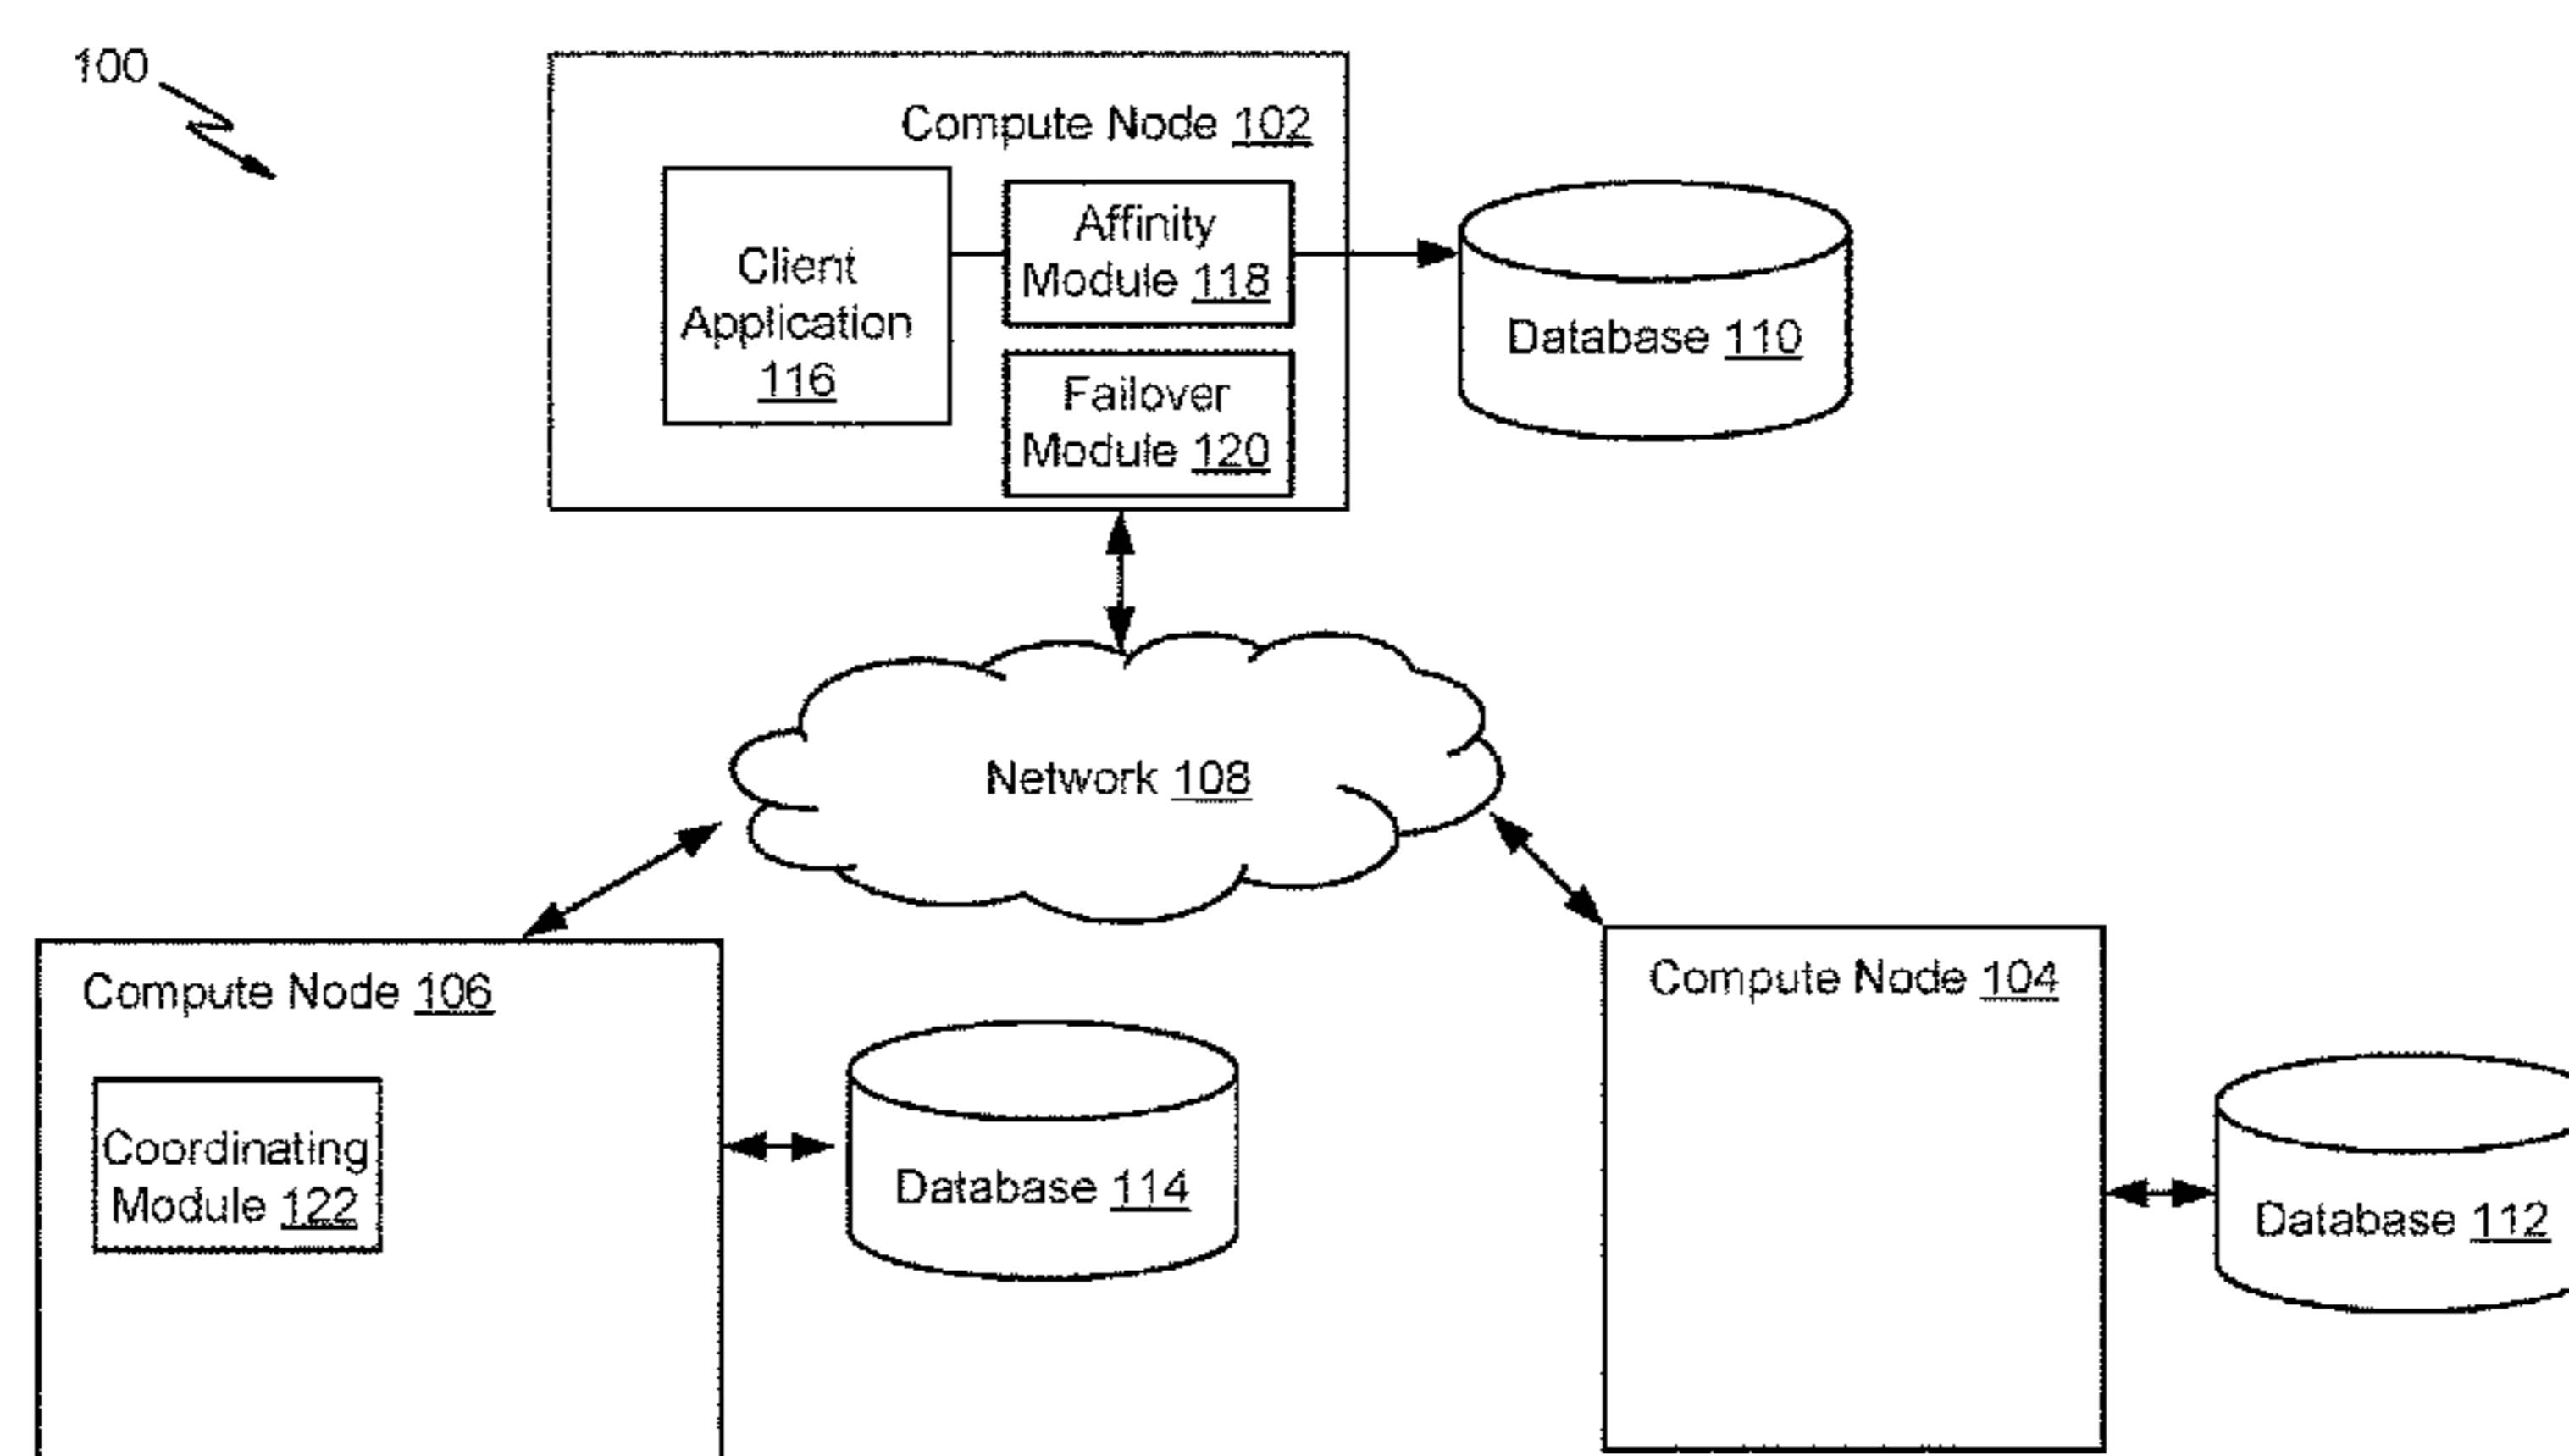 100
Compute Node 102
Client
Application
116
Affinity
Module 118
Failover
Module 120
Database 110
Network 108
Compute Node 106
Coordinating
Module 122
Database 114
Compute Node 104
Database 112